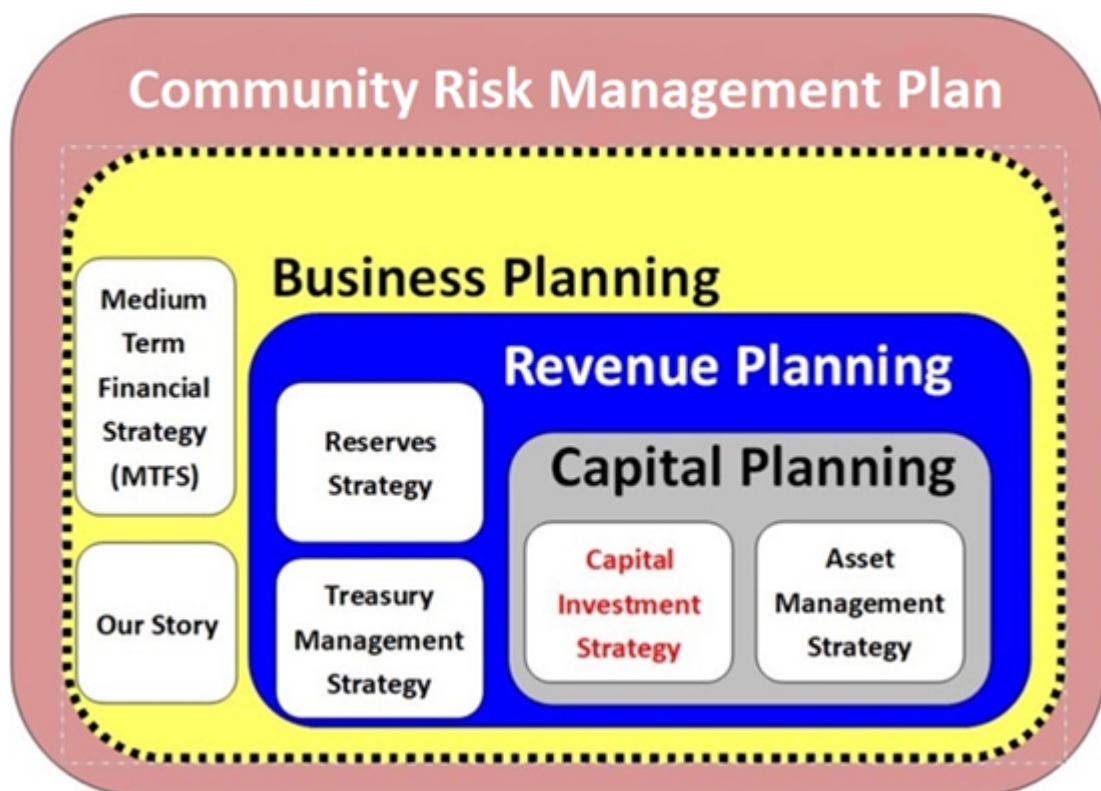 Community Risk Management Plan
Business Planning
Medium
Term
Financial
Strategy
(MTFS)
Our Story
Revenue Planning
Reserves
Strategy
Treasury
Management
Strategy
Capital Planning
Capital
Investment
Strategy
Asset
Management
Strategy